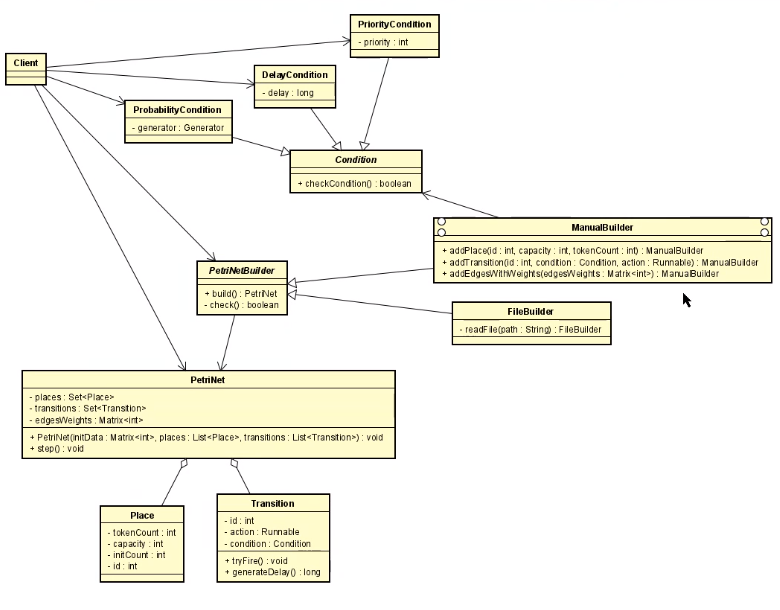 PriorityCondition
- priority : int
Client
DelayCondition
- delay : long
ProbabilityCondition
- generator : Generator
Condition
+ checkCondition() : boolean
ManualBuilder
+ addPlace(id : int, capacity : int, tokenCount : int) : ManualBuilder
+ addTransition(id : int, condition : Condition, action : Runnable) : ManualBuilder
+ addEdgesWithWeights(edgesWeights : Matrix<int>) : ManualBuilder
PetriNetBuilder
+ build() : PetriNet
- check() : boolean
FileBuilder
- readFile(path : String) : FileBuilder
PetriNet
- places : Set<Place>
- transitions : Set<Transition>
- edgesWeights : Matrix<int>
+ PetriNet(initData : Matrix<int>, places : List<Place>, transitions : List<Transition>) : void
+ step() : void
Place
- tokenCount : int
- capacity : int
- initCount : int
- id : int
Transition
- id : int
- action : Runnable
- condition : Condition
+ tryFire() : void
+ generateDelay() : long